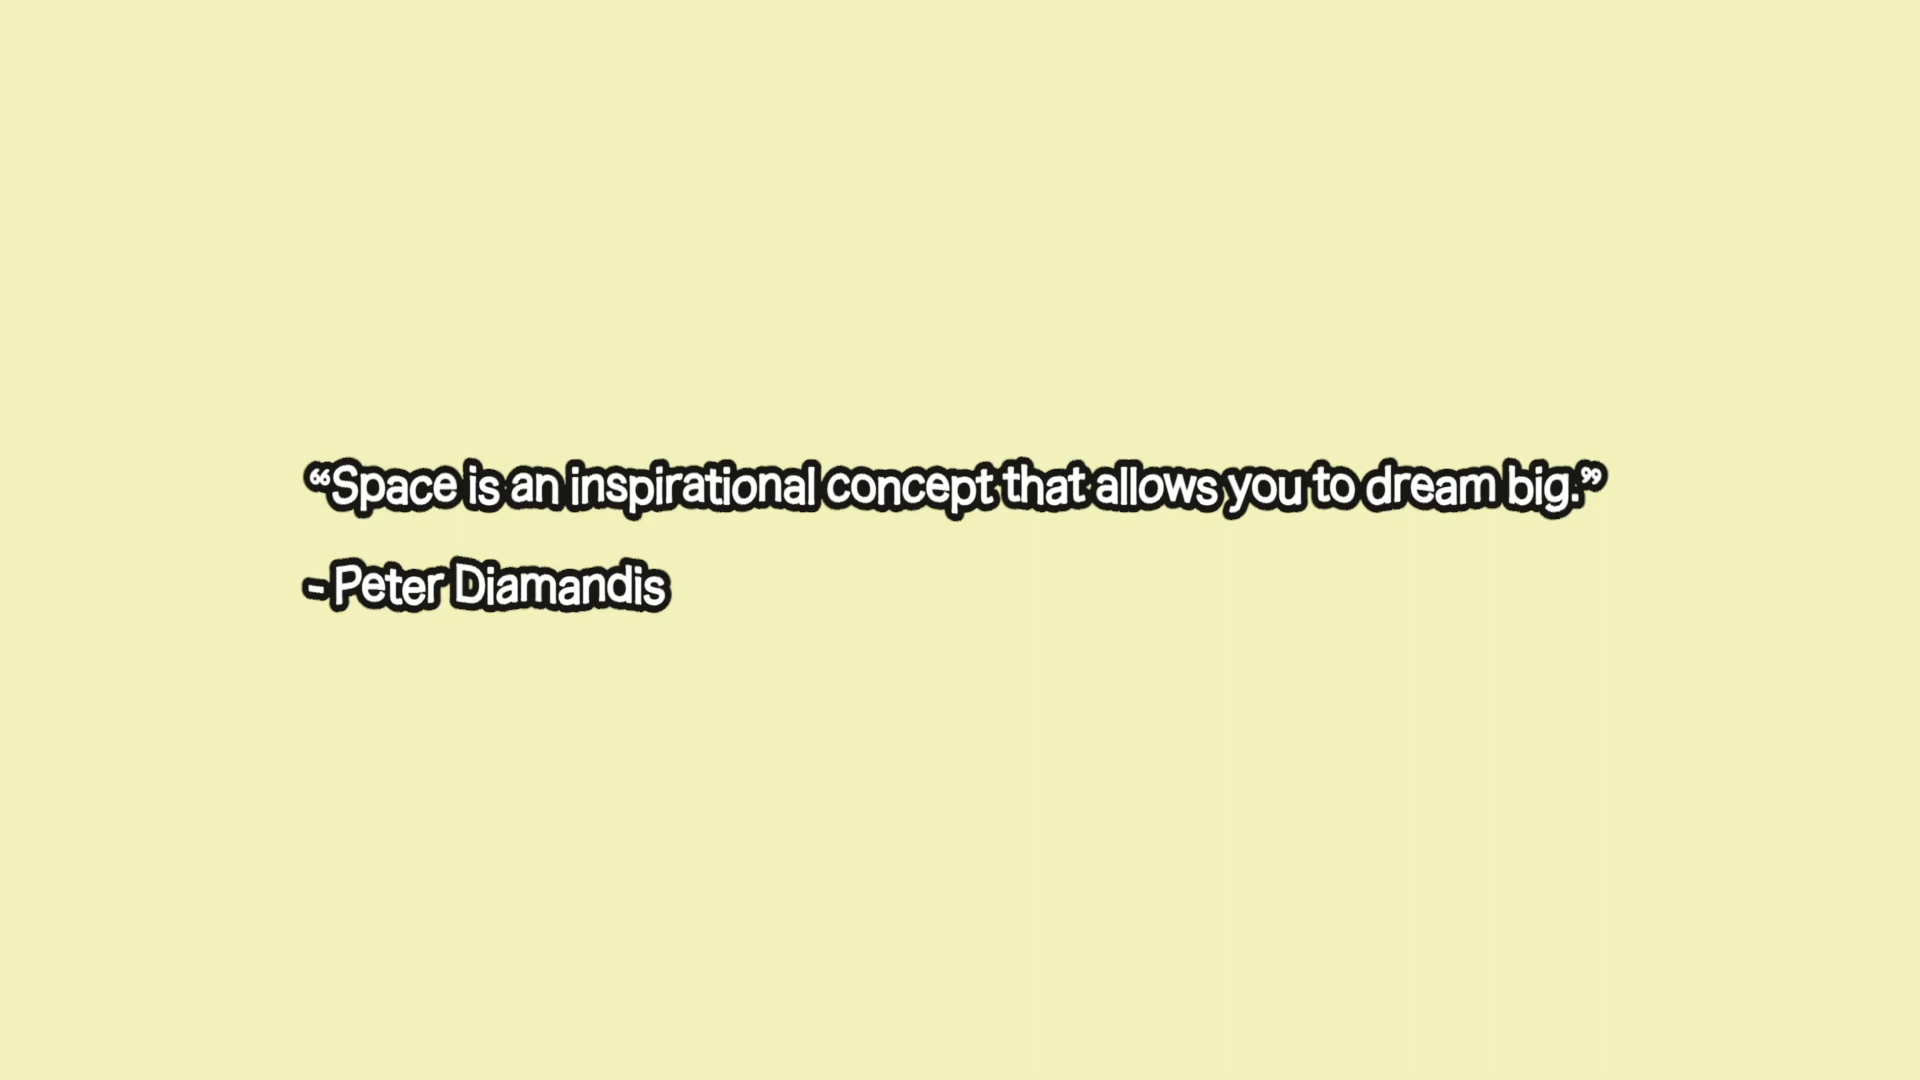 “Space is an inspirational concept that allows you to dream big.”
- Peter Diamandis